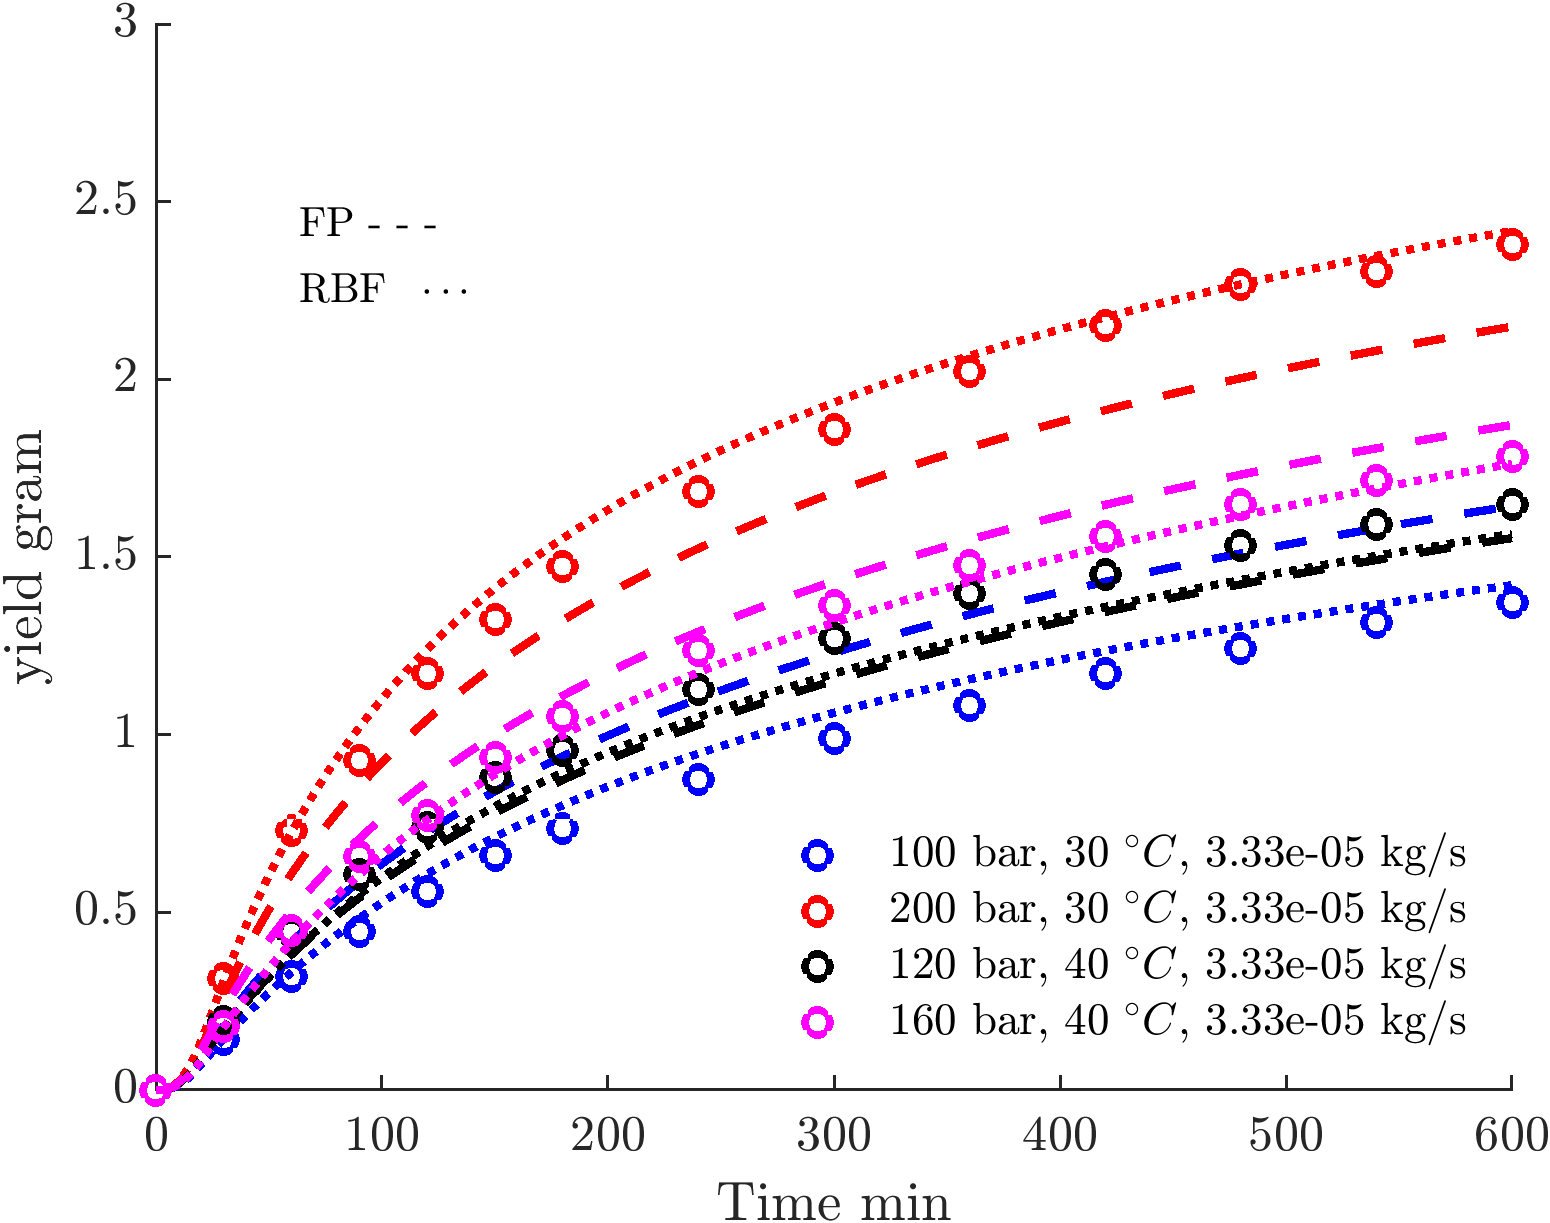 3
2.5
FP - - -
RBF ···
2
yield gram
1.5
1
100 bar, 30 °C, 3.33e-05 kg/s
0.5
200 bar, 30 °C, 3.33e-05 kg/s
120 bar, 40 °C, 3.33e-05 kg/s
160 bar, 40 °C, 3.33e-05 kg/s
0
0 100 200 300 400 500 600
Time min